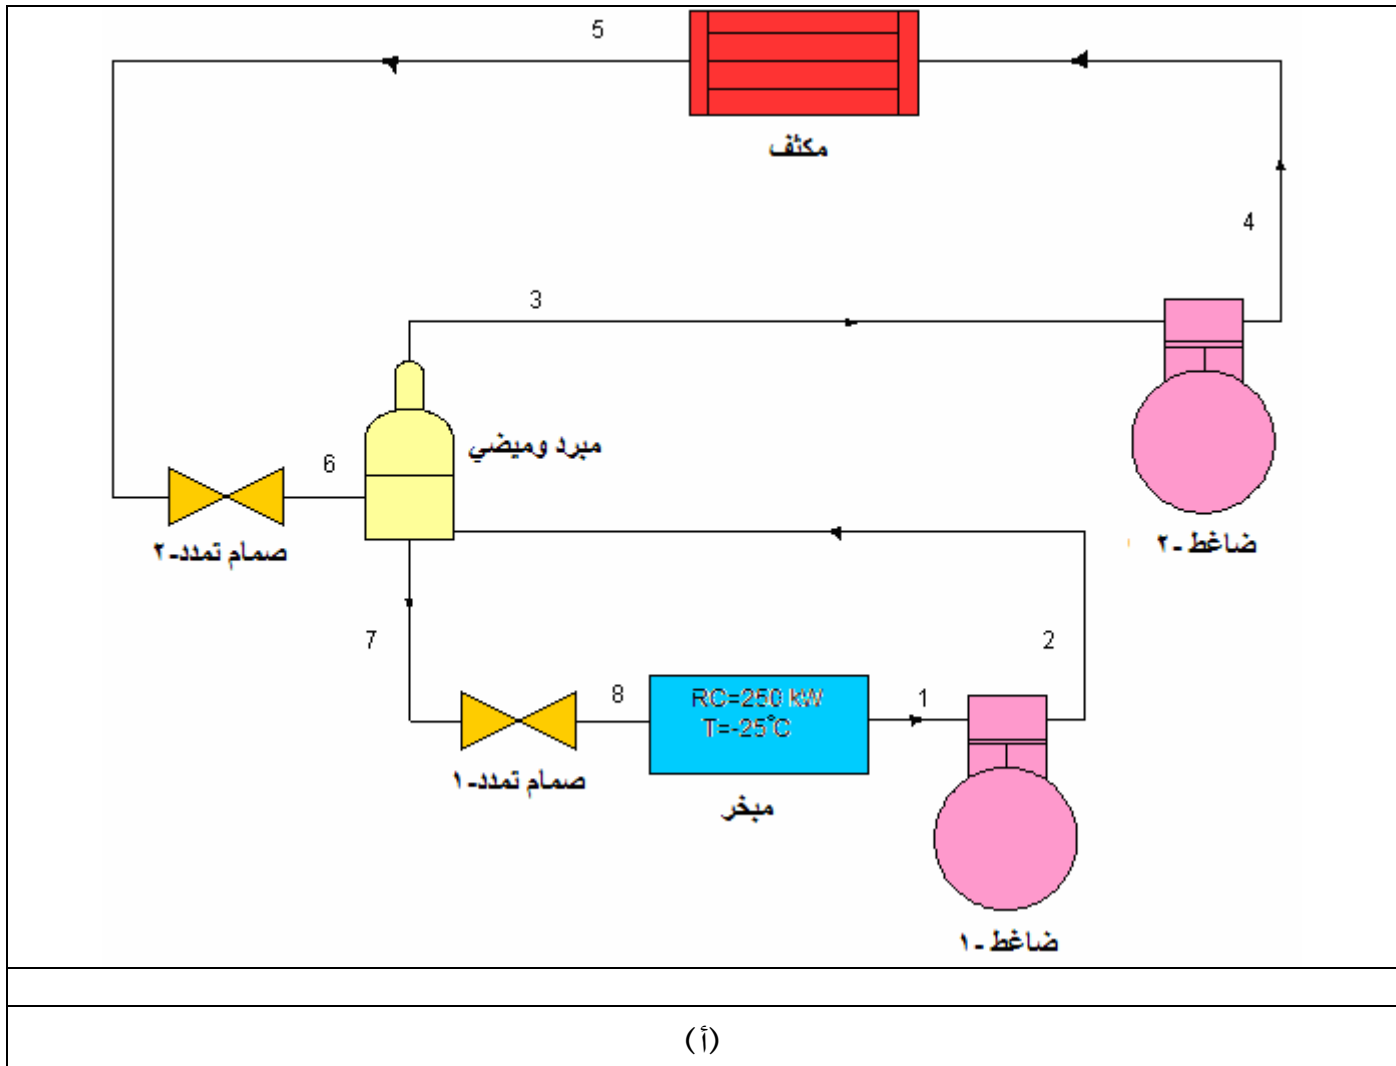 5
مكثف
4
3
مبرد وميضي
6
صمام تمدد-٢
ضاغط -٢
7
2
8
RC=250 kW
T=-25°C
1
صمام تمدد-١
مبخر
ضاغط -١
(أ)